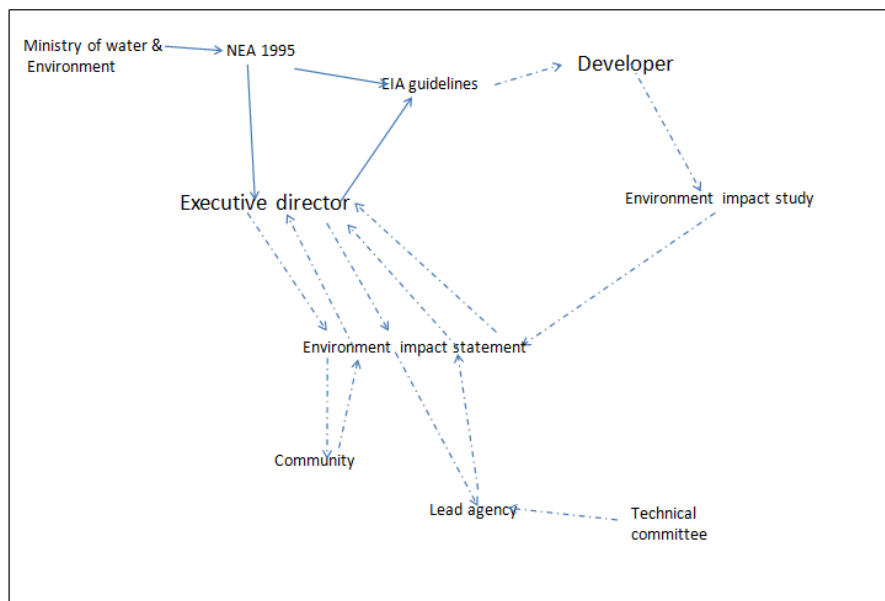 Ministry of water &
Environment
NEA 1995
EIA guidelines
Developer
Executive director
Environment impact study
Environment impact statement
Community
Lead agency
Technical
committee